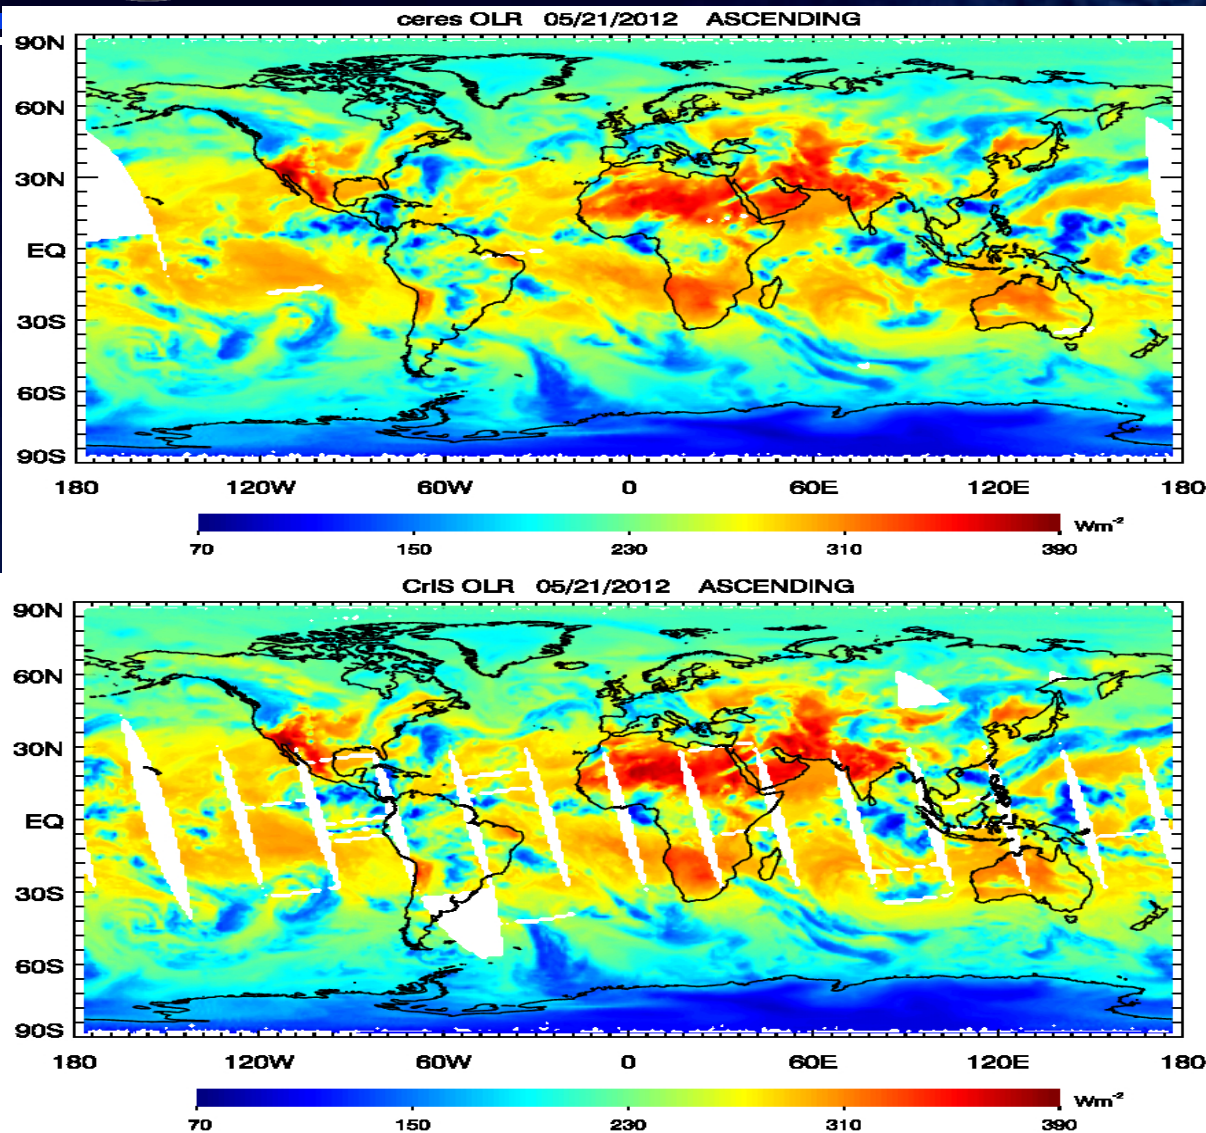 ceres OLR 05/21/2012 ASCENDING
90N
60N
30N
EQ
30S
60S
90S
180 120W 60W 0 60E 120E 180
70 150 230 310 390 Wm-2
CrIS OLR 05/21/2012 ASCENDING
90N
60N
30N
EQ
30S
60S
90S
180 120W 60W 0 60E 120E 180
70 150 230 310 390 Wm-2